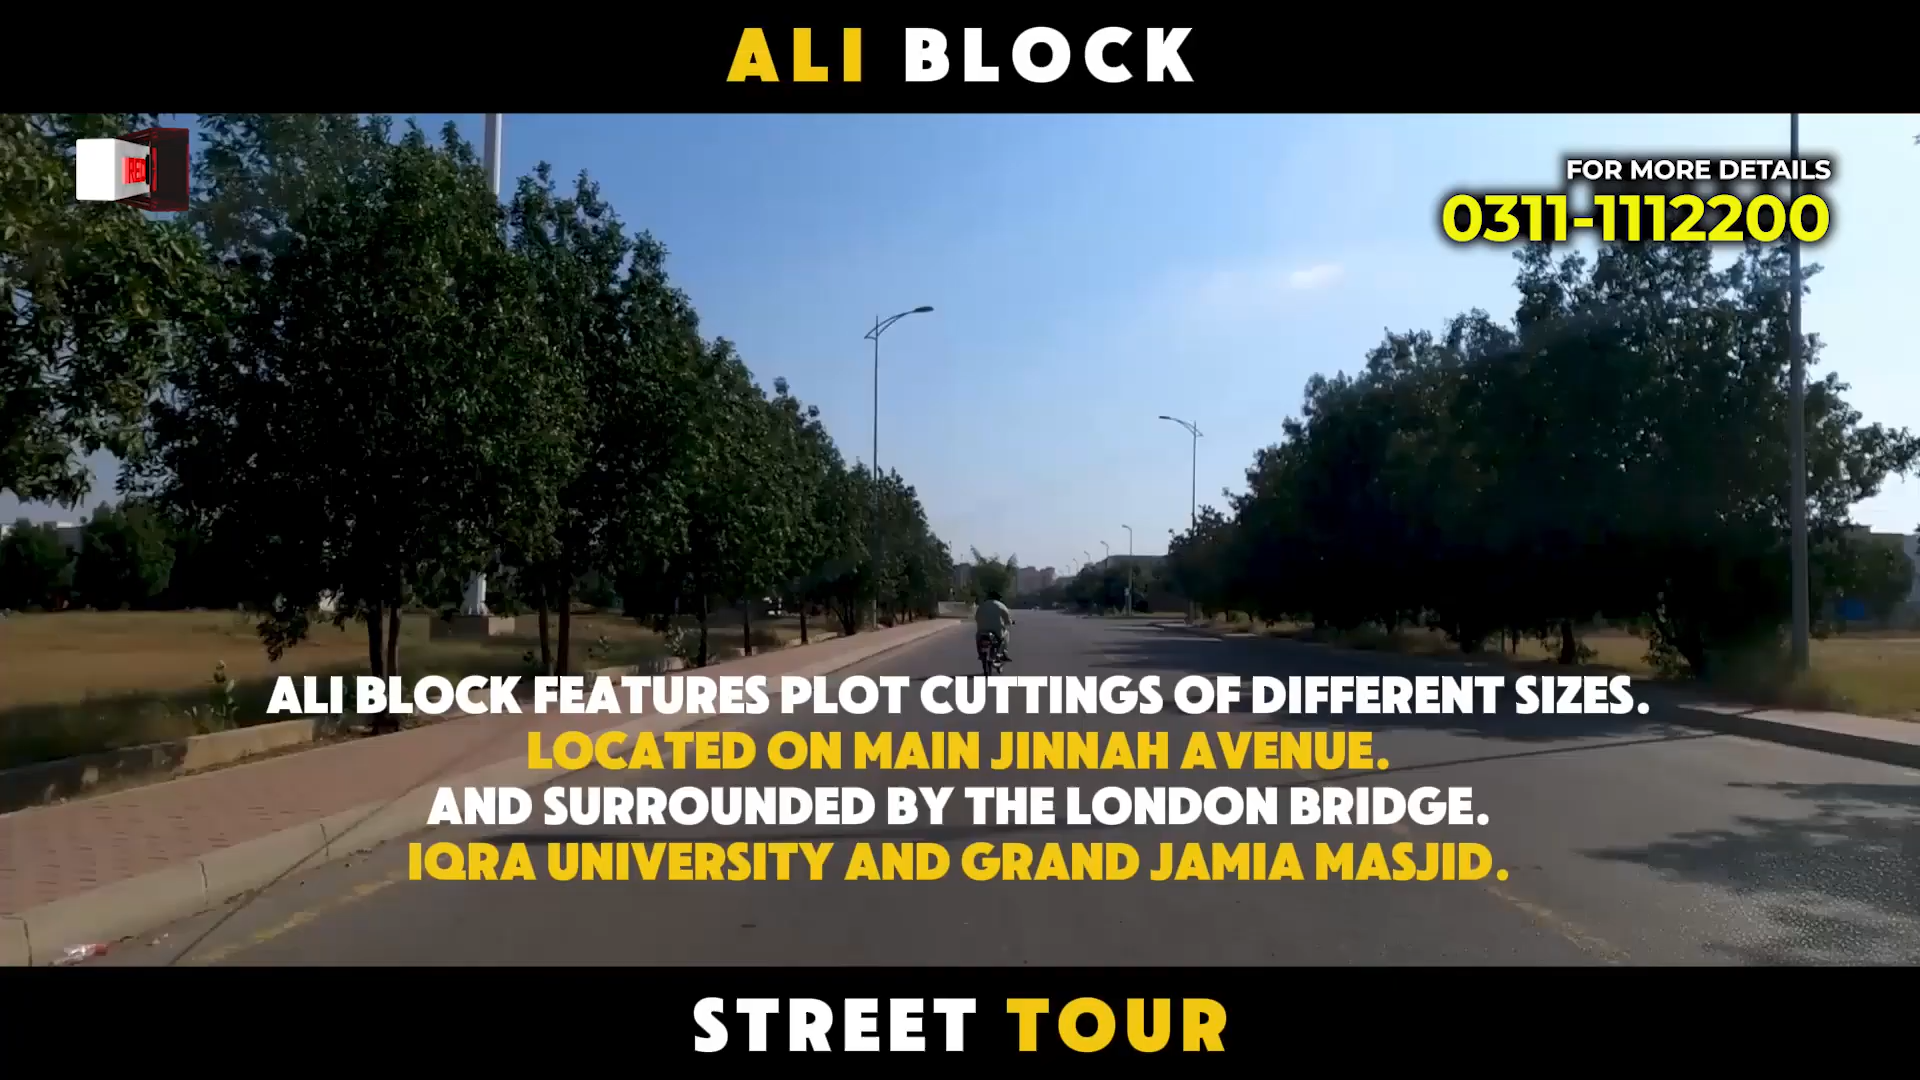 ALI BLOCK
RED
FOR MORE DETAILS
0311-1112200
ALI BLOCK FEATURES PLOT CUTTINGS OF DIFFERENT SIZES.
LOCATED ON MAIN JINNAH AVENUE.
AND SURROUNDED BY THE LONDON BRIDGE.
IQRA UNIVERSITY AND GRAND JAMIA MASJID.
STREET TOUR